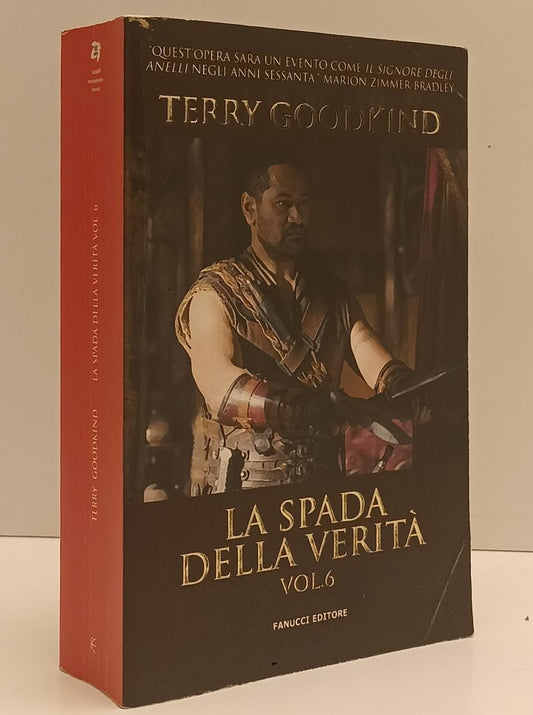 "QUEST'OPERA SARÀ UN EVENTO COME IL SIGNORE DEGLI
ANELLI NEGLI ANNI SESSANTA." MARION ZIMMER BRADLEY
TERRY GOODKIND
LA SPADA
DELLA VERITÀ
VOL.6
FANUCCI EDITORE
TERRY GOODKIND LA SPADA DELLA VERITÀ VOL. 6